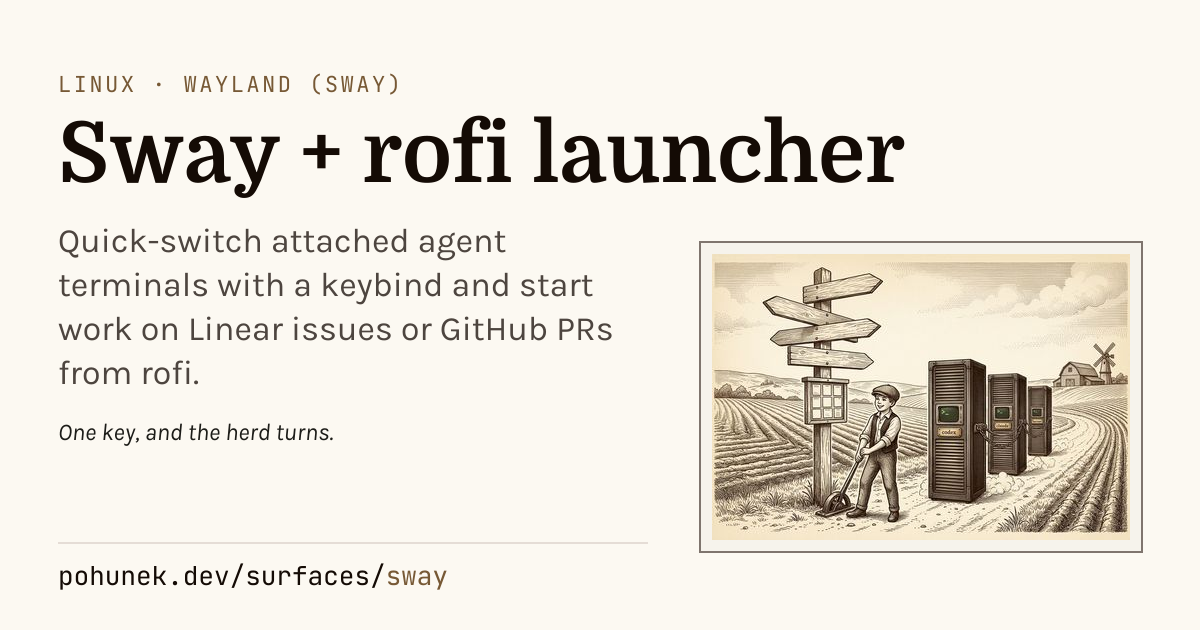 LINUX · WAYLAND (SWAY)
Sway + rofi launcher
Quick-switch attached agent
terminals with a keybind and start
work on Linear issues or GitHub PRs
from rofi.
One key, and the herd turns.
codex
pohunek.dev/surfaces/sway